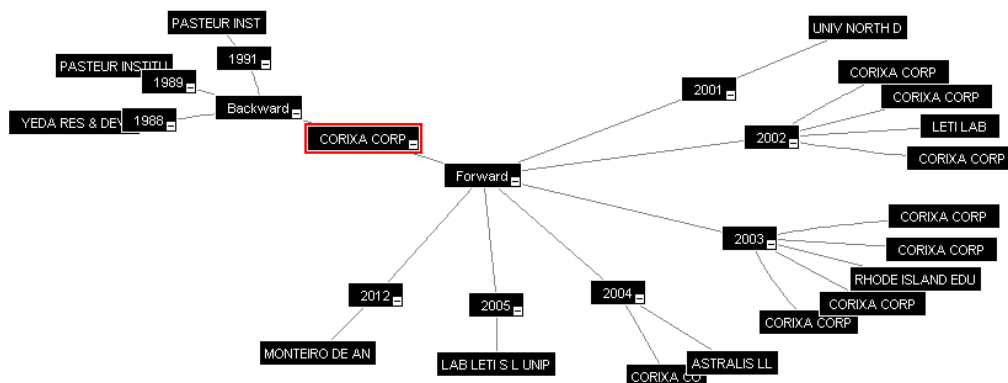 PASTEUR INST
1991
PASTEUR INSTITU
1989
Backward
YEDA RES & DEV
1988
CORIXA CORP
Forward
UNIV NORTH D
2001
CORIXA CORP
CORIXA CORP
2002
LETI LAB
CORIXA CORP
CORIXA CORP
2003
CORIXA CORP
RHODE ISLAND EDU
CORIXA CORP
CORIXA CORP
2012
MONTEIRO DE AN
2005
LAB LETI S L UNIP
2004
ASTRALIS LL
CORIXA CO